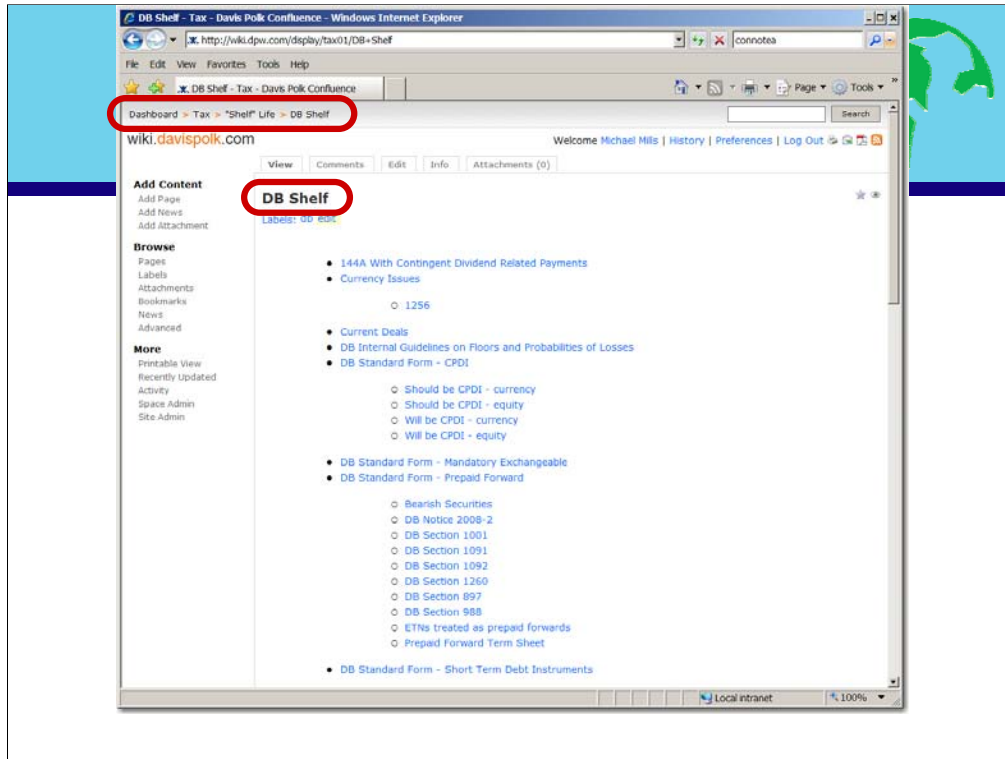 DB Shelf - Tax - Davis Polk Confluence - Windows Internet Explorer
http://wiki.dpw.com/display/tax01/DB+Shelf
connotea
File Edit View Favorites Tools Help
DB Shelf - Tax - Davis Polk Confluence
Page Tools »
Dashboard > Tax > "Shelf" Life > DB Shelf
Search
wiki.davispolk.com
Welcome Michael Mills | History | Preferences | Log Out
View Comments Edit Info Attachments (0)
Add Content
Add Page
Add News
Add Attachment
Browse
Pages
Labels
Attachments
Bookmarks
News
Advanced
More
Printable View
Recently Updated
Activity
Space Admin
Site Admin
DB Shelf
Labels: db edit
• 144A With Contingent Dividend Related Payments
• Currency Issues
○ 1256
• Current Deals
• DB Internal Guidelines on Floors and Probabilities of Losses
• DB Standard Form - CPDI
○ Should be CPDI - currency
○ Should be CPDI - equity
○ Will be CPDI - currency
○ Will be CPDI - equity
• DB Standard Form - Mandatory Exchangeable
• DB Standard Form - Prepaid Forward
○ Bearish Securities
○ DB Notice 2008-2
○ DB Section 1001
○ DB Section 1091
○ DB Section 1092
○ DB Section 1260
○ DB Section 897
○ DB Section 988
○ ETNs treated as prepaid forwards
○ Prepaid Forward Term Sheet
• DB Standard Form - Short Term Debt Instruments
Local intranet
100%